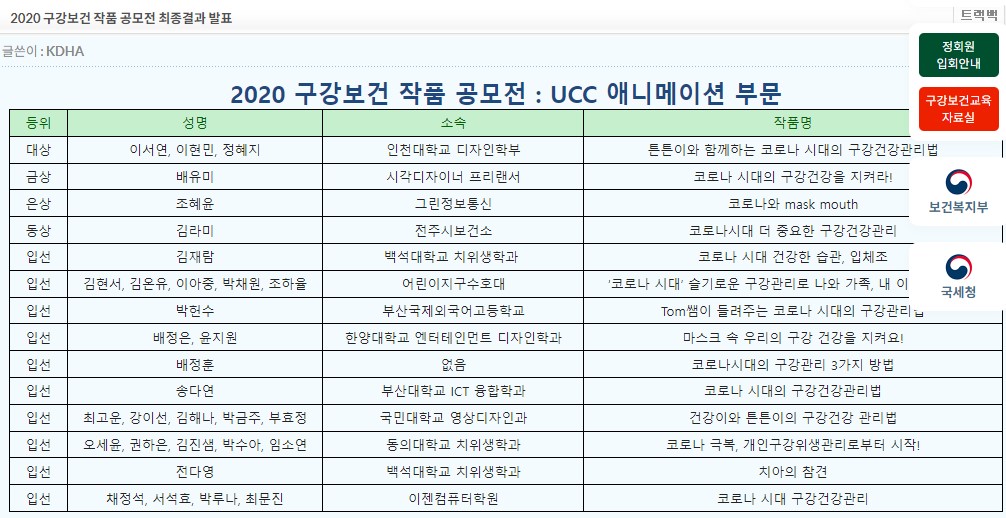 2020 구강보건 작품 공모전 최종결과 발표
트랙백
글쓴이 : KDHA
정회원
입회안내
구강보건교육
자료실
보건복지부
국세청
2020 구강보건 작품 공모전 : UCC 애니메이션 부문
등위 성명 소속 작품명
대상 이서연, 이현민, 정혜지 인천대학교 디자인학부 튼튼이와 함께하는 코로나 시대의 구강건강관리법
금상 배유미 시각디자이너 프리랜서 코로나 시대의 구강건강을 지켜라!
은상 조혜윤 그린정보통신 코로나와 mask mouth
동상 김라미 전주시보건소 코로나시대 더 중요한 구강건강관리
입선 김재람 백석대학교 치위생학과 코로나 시대 건강한 습관, 입체조
입선 김현서, 김온유, 이아중, 박채원, 조하율 어린이지구수호대 '코로나 시대' 슬기로운 구강관리로 나와 가족, 내 이
입선 박헌수 부산국제외국어고등학교 Tom쌤이 들려주는 코로나 시대의 구강관리법
입선 배정은, 윤지원 한양대학교 엔터테인먼트 디자인학과 마스크 속 우리의 구강 건강을 지켜요!
입선 배정훈 없음 코로나시대의 구강관리 3가지 방법
입선 송다연 부산대학교 ICT 융합학과 코로나 시대의 구강건강관리법
입선 최고운, 강이선, 김해나, 박금주, 부효정 국민대학교 영상디자인과 건강이와 튼튼이의 구강건강 관리법
입선 오세윤, 권하은, 김진샘, 박수아, 임소연 동의대학교 치위생학과 코로나 극복, 개인구강위생관리로부터 시작!
입선 전다영 백석대학교 치위생학과 치아의 참견
입선 채정석, 서석효, 박루나, 최문진 이젠컴퓨터학원 코로나 시대 구강건강관리